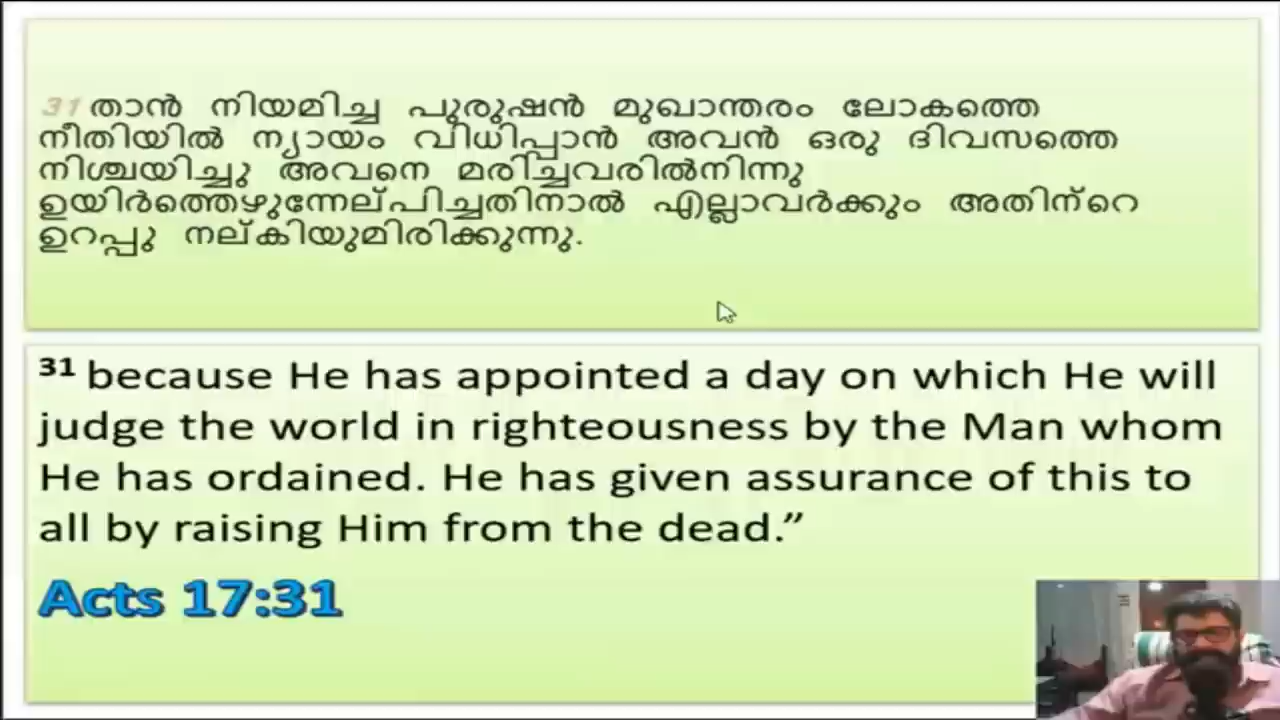 31 താൻ നിയമിച്ച പുരുഷൻ മുഖാന്തരം ലോകത്തെ
നീതിയിൽ ന്യായം വിധിപ്പാൻ അവൻ ഒരു ദിവസത്തെ
നിശ്ചയിച്ചു അവനെ മരിച്ചവരിൽനിന്നു
ഉയിർത്തെഴുന്നേല്പിച്ചതിനാൽ എല്ലാവർക്കും അതിന്റെ
ഉറപ്പു നല്കിയുമിരിക്കുന്നു.
31 because He has appointed a day on which He will
judge the world in righteousness by the Man whom
He has ordained. He has given assurance of this to
all by raising Him from the dead.”
Acts 17:31